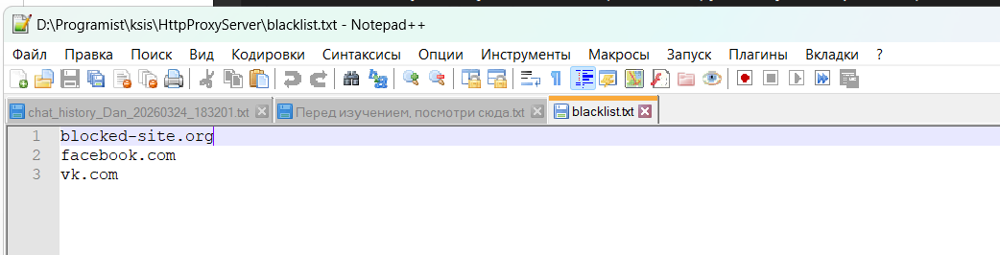 D:\Programist\ksis\HttpProxyServer\blacklist.txt - Notepad++
Файл Правка Поиск Вид Кодировки Синтаксисы Опции Инструменты Макросы Запуск Плагины Вкладки ?
chat_history_Dan_20260324_183201.txt Перед изучением, посмотри сюда.txt blacklist.txt
1 blocked-site.org
2 facebook.com
3 vk.com